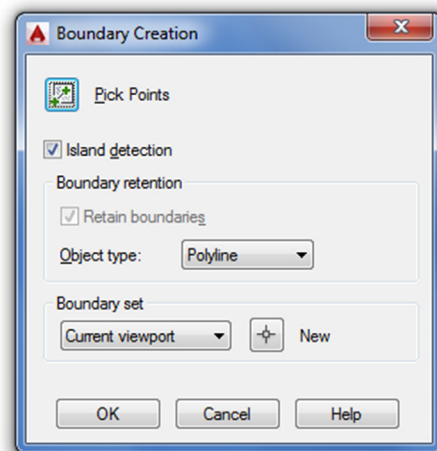 Boundary Creation
Pick Points
Island detection
Boundary retention
Retain boundaries
Object type: Polyline
Boundary set
Current viewport New
OK Cancel Help